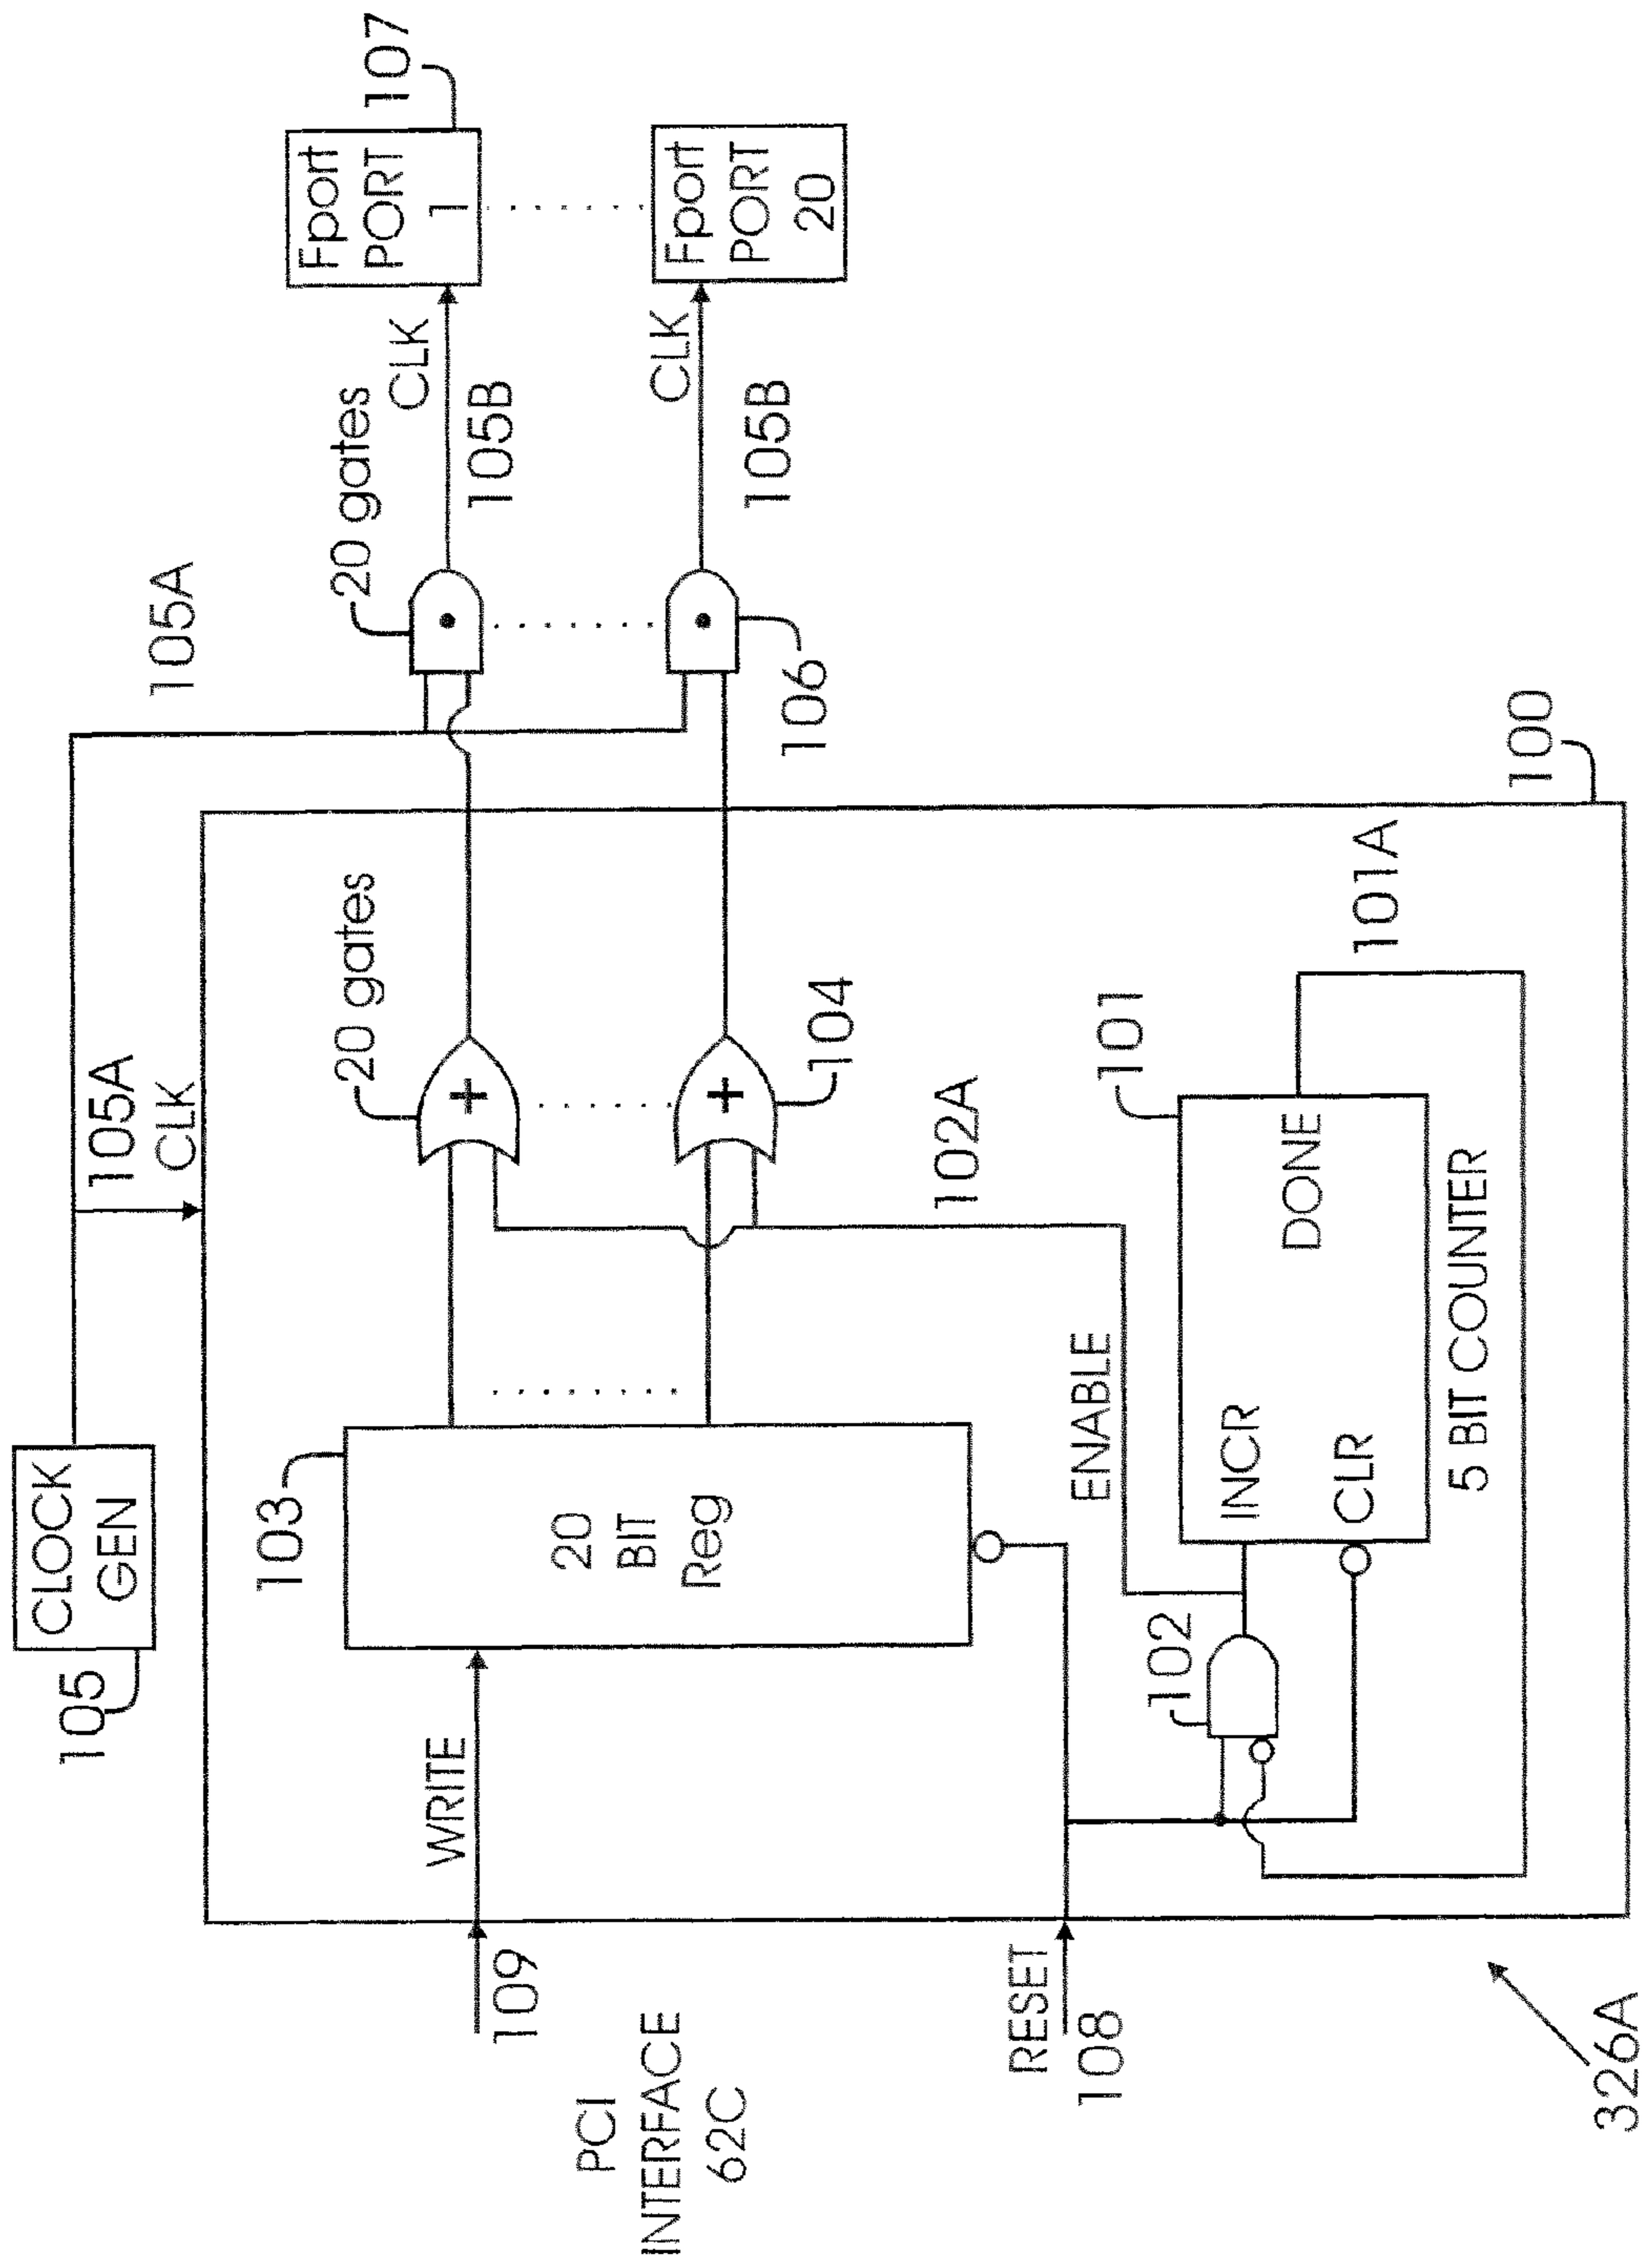 CLOCK
GEN
105
105A
CLK
105A
103
20
BIT
Reg
WRITE
109
PCI
INTERFACE
62C
RESET
108
20 gates
104
102A
ENABLE
102
INCR
CLR
DONE
101
101A
5 BIT COUNTER
100
20 gates
106
CLK
105B
CLK
105B
Fport
PORT
1
107
Fport
PORT
20
326A